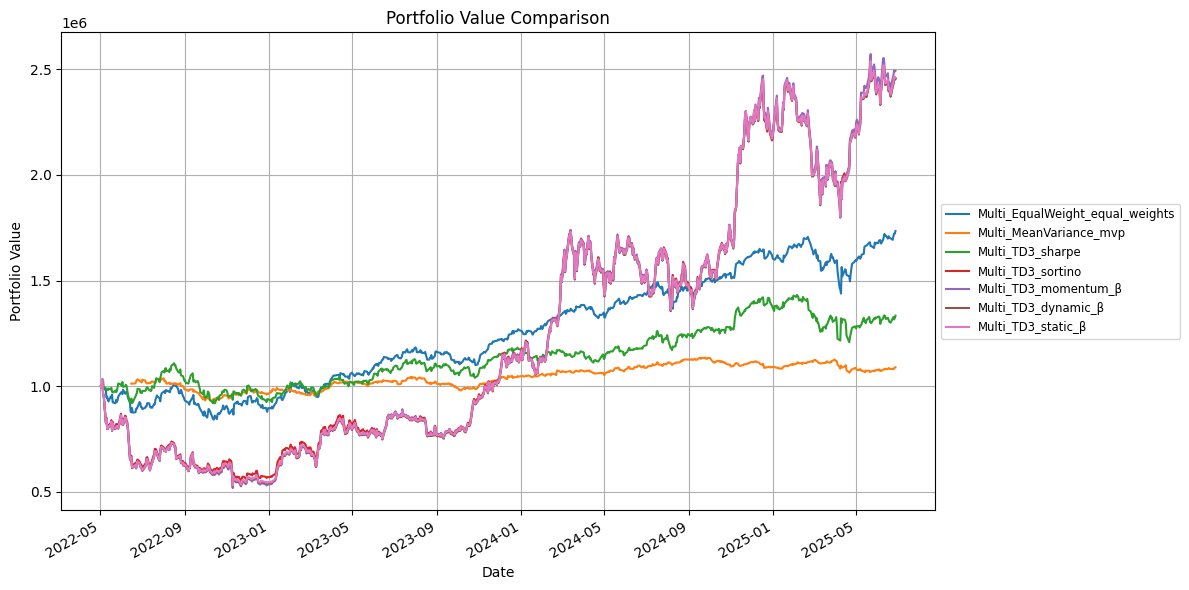 Portfolio Value Comparison
1e6
2.5
2.0
1.5
1.0
0.5
Portfolio Value
2022-05
2022-09
2023-01
2023-05
2023-09
2024-01
2024-05
2024-09
2025-01
2025-05
Date
Multi_EqualWeight_equal_weights
Multi_MeanVariance_mvp
Multi_TD3_sharpe
Multi_TD3_sortino
Multi_TD3_momentum_β
Multi_TD3_dynamic_β
Multi_TD3_static_β